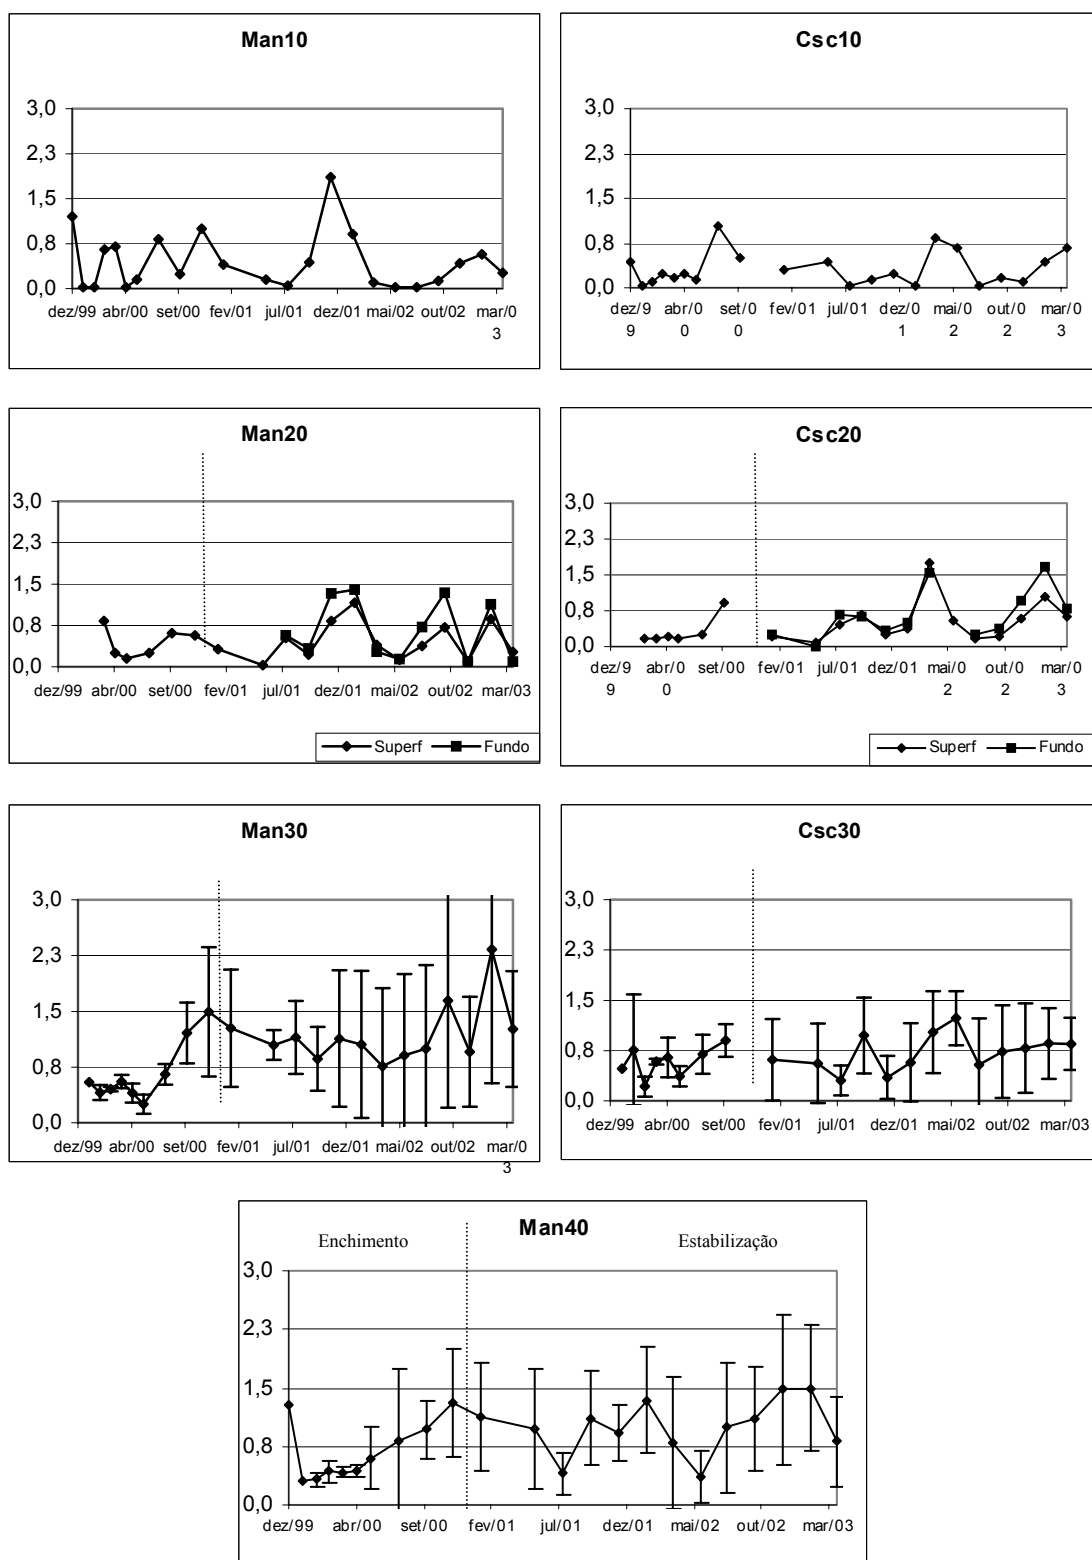 Man10
3,0
2,3
1,5
0,8
0,0
dez/99 abr/00 set/00 fev/01 jul/01 dez/01 mai/02 out/02 mar/0
3
Csc10
3,0
2,3
1,5
0,8
0,0
dez/9 abr/0 set/0 fev/01 jul/01 dez/0 mai/0 out/0 mar/0
9 0 0 1 2 2 3
Man20
3,0
2,3
1,5
0,8
0,0
dez/99 abr/00 set/00 fev/01 jul/01 dez/01 mai/02 out/02 mar/03
Superf Fundo
Csc20
3,0
2,3
1,5
0,8
0,0
dez/9 abr/0 set/00 fev/01 jul/01 dez/01 mai/0 out/0 mar/0
9 0 2 2 3
Superf Fundo
Man30
3,0
2,3
1,5
0,8
0,0
dez/99 abr/00 set/00 fev/01 jul/01 dez/01 mai/02 out/02 mar/0
3
Csc30
3,0
2,3
1,5
0,8
0,0
dez/99 abr/00 set/00 fev/01 jul/01 dez/01 mai/02 out/02 mar/03
Man40
Enchimento Estabilização
3,0
2,3
1,5
0,8
0,0
dez/99 abr/00 set/00 fev/01 jul/01 dez/01 mai/02 out/02 mar/03